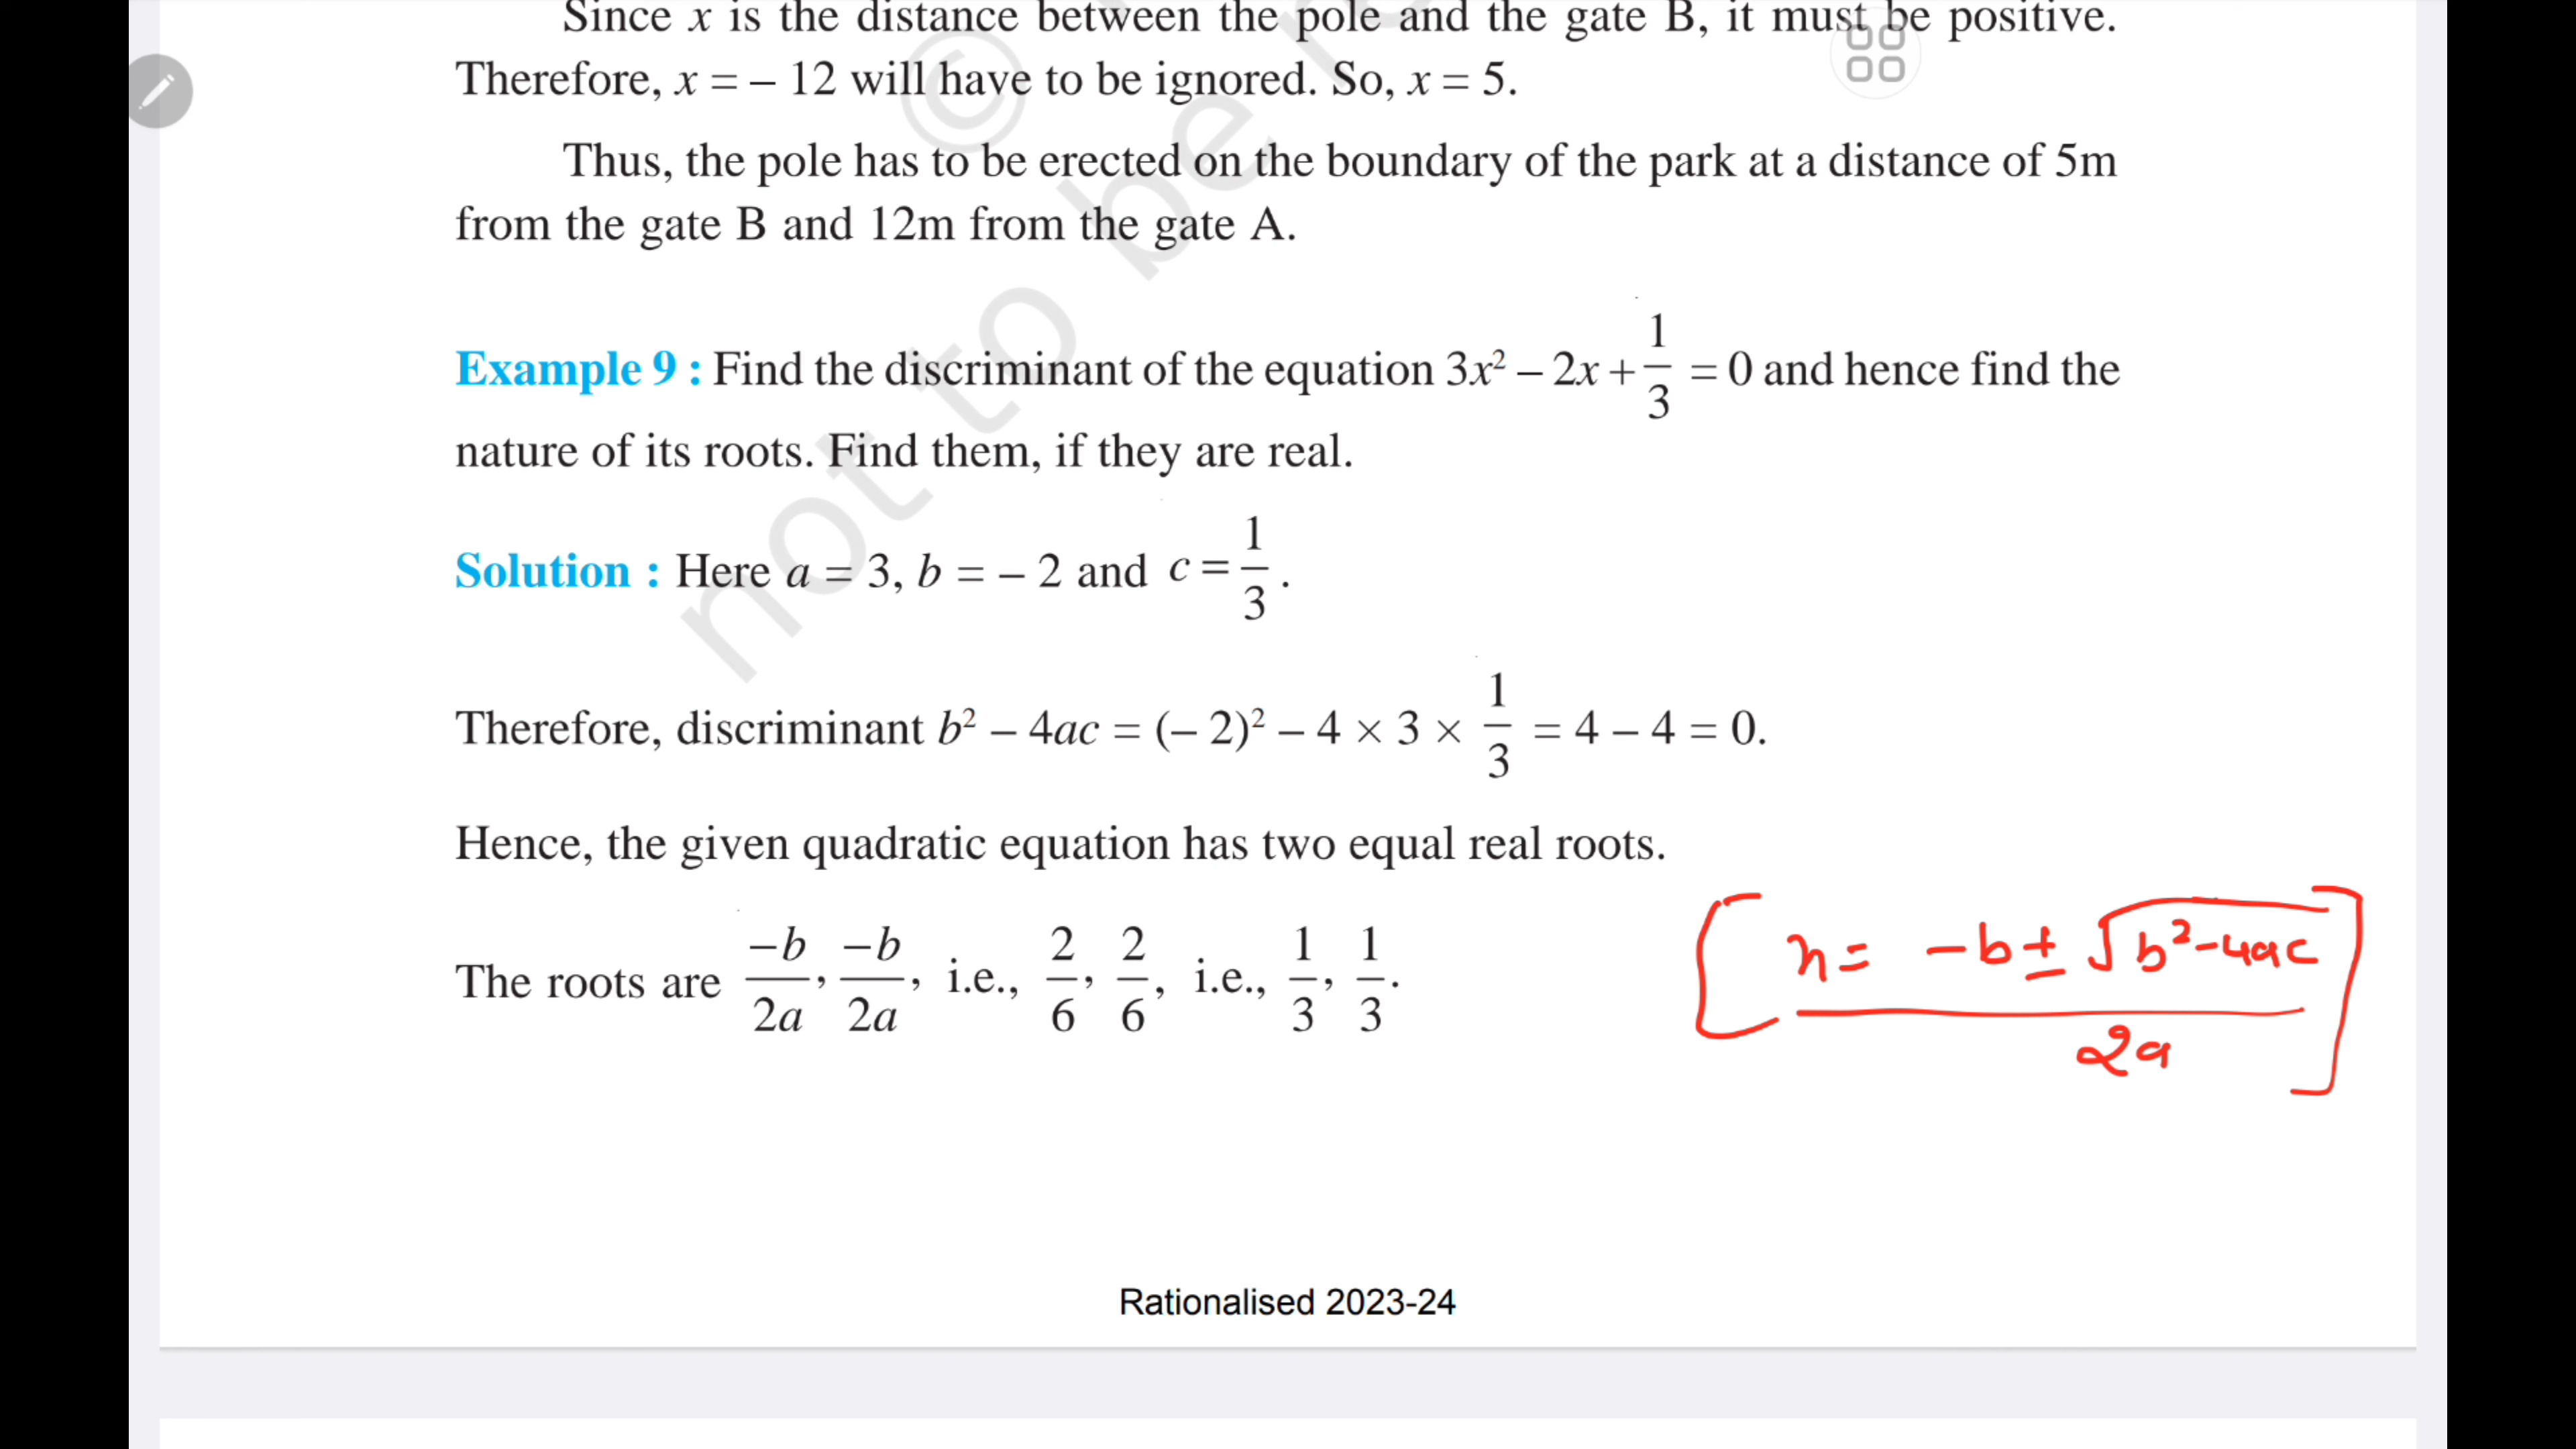 Since x is the distance between the pole and the gate B, it must be positive.
Therefore, x = – 12 will have to be ignored. So, x = 5.
Thus, the pole has to be erected on the boundary of the park at a distance of 5m
from the gate B and 12m from the gate A.
Example 9 : Find the discriminant of the equation 3x² – 2x + 1/3 = 0 and hence find the
nature of its roots. Find them, if they are real.
Solution : Here a = 3, b = – 2 and c = 1/3.
Therefore, discriminant b² – 4ac = (– 2)² – 4 × 3 × 1/3 = 4 – 4 = 0.
Hence, the given quadratic equation has two equal real roots.
The roots are –b/2a, –b/2a, i.e., 2/6, 2/6, i.e., 1/3, 1/3.
[x = –b ± √b²–4ac / 2a]
Rationalised 2023-24
©
not to be re